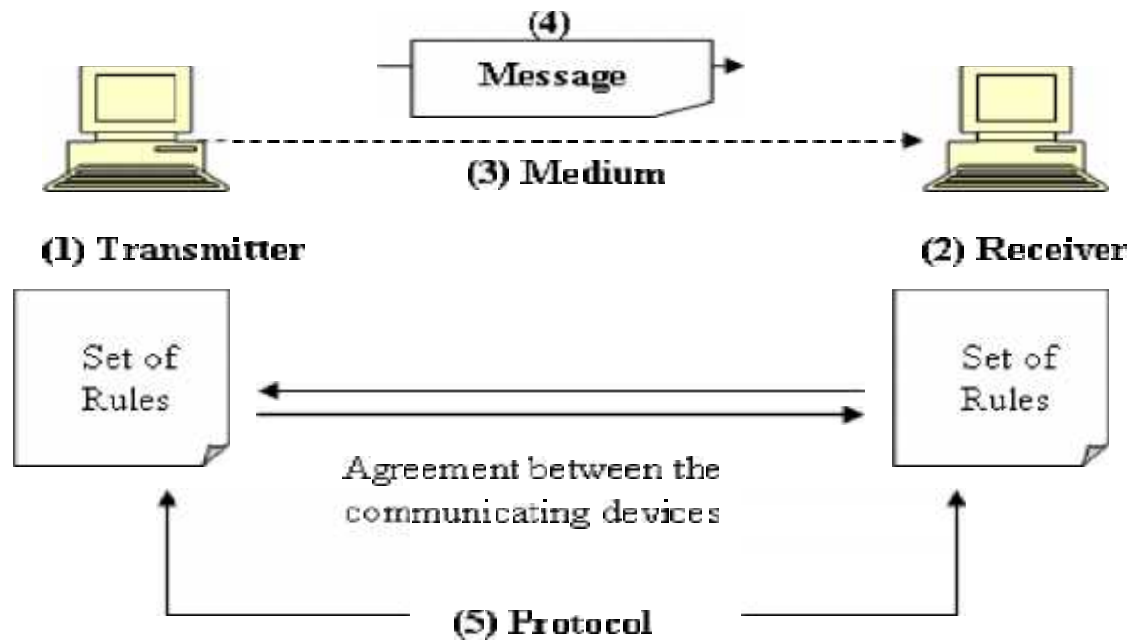 (4)
Message
(3) Medium
(1) Transmitter
(2) Receiver
Set of
Rules
Set of
Rules
Agreement between the
communicating devices
(5) Protocol